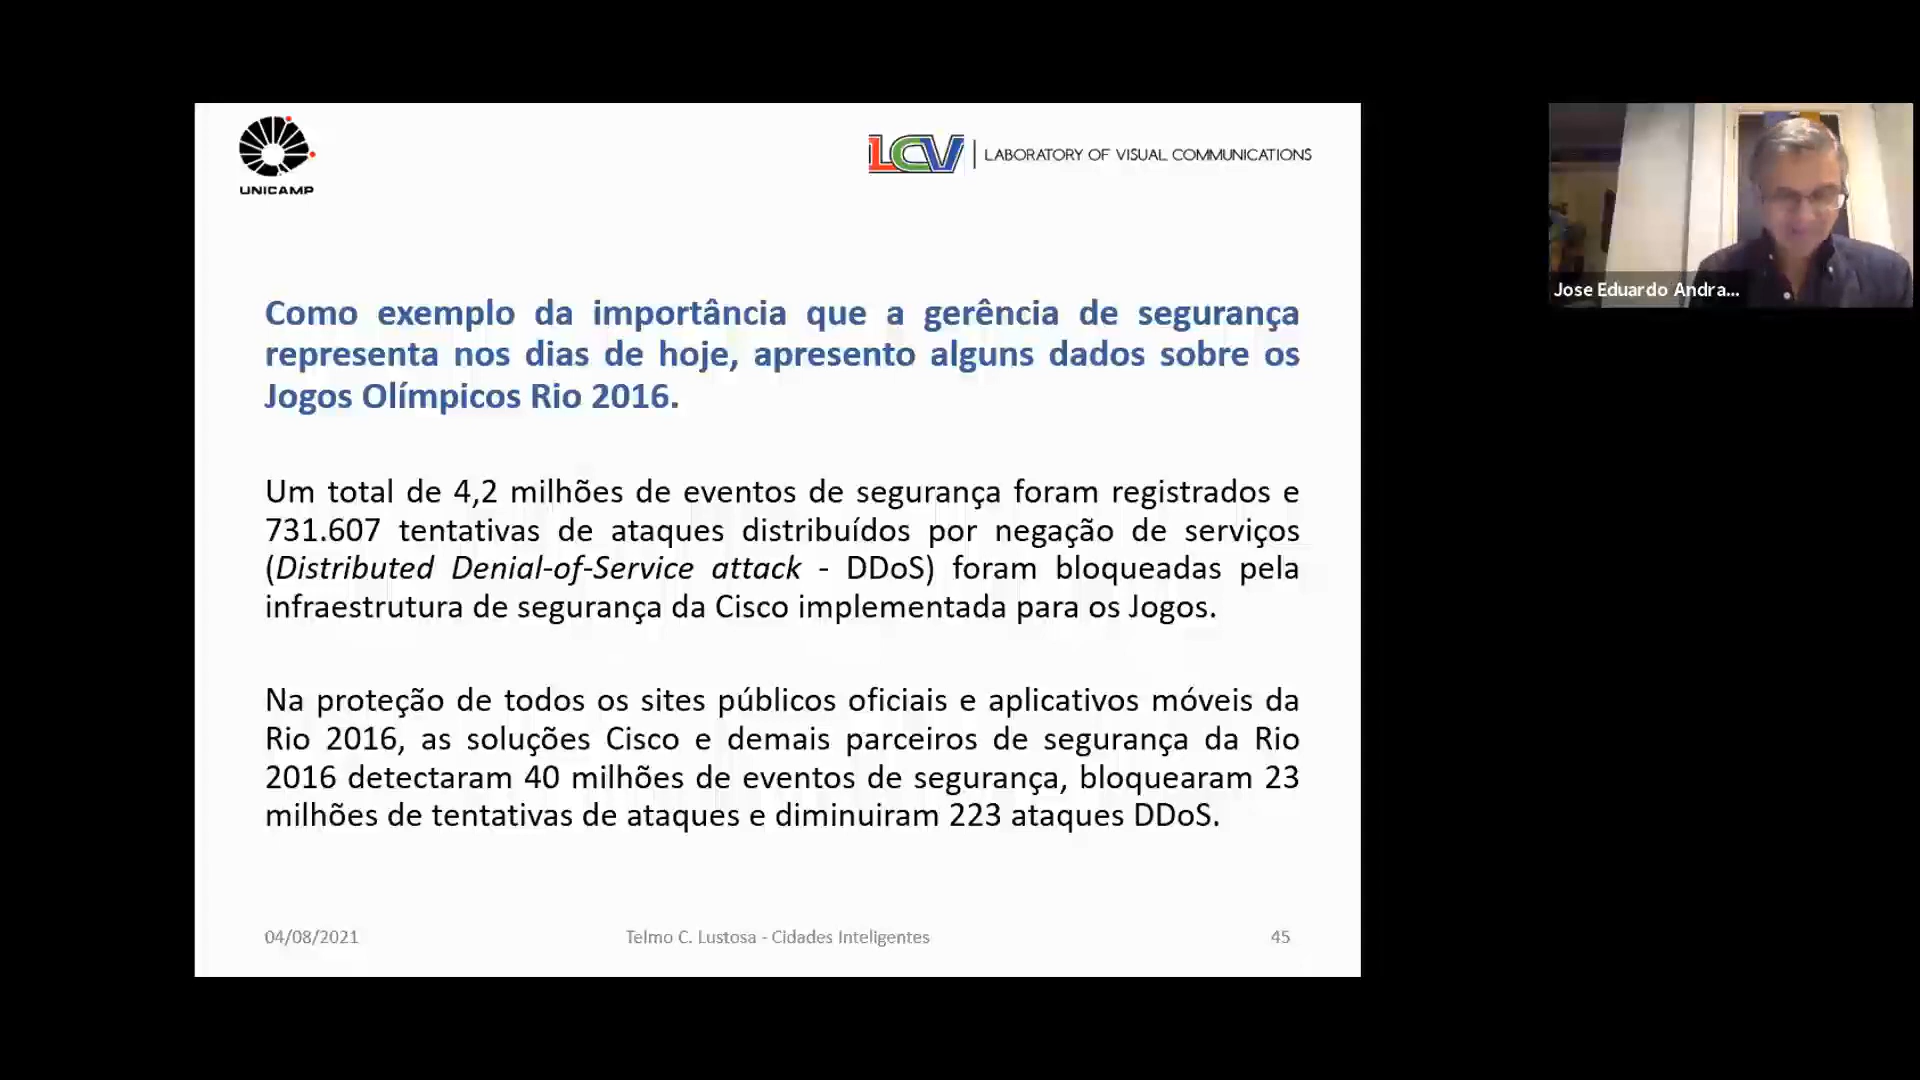 UNICAMP
LCV | LABORATORY OF VISUAL COMMUNICATIONS
Jose Eduardo Andra...
Como exemplo da importância que a gerência de segurança
representa nos dias de hoje, apresento alguns dados sobre os
Jogos Olímpicos Rio 2016.
Um total de 4,2 milhões de eventos de segurança foram registrados e
731.607 tentativas de ataques distribuídos por negação de serviços
(Distributed Denial-of-Service attack - DDoS) foram bloqueadas pela
infraestrutura de segurança da Cisco implementada para os Jogos.
Na proteção de todos os sites públicos oficiais e aplicativos móveis da
Rio 2016, as soluções Cisco e demais parceiros de segurança da Rio
2016 detectaram 40 milhões de eventos de segurança, bloquearam 23
milhões de tentativas de ataques e diminuiram 223 ataques DDoS.
04/08/2021
Telmo C. Lustosa - Cidades Inteligentes
45